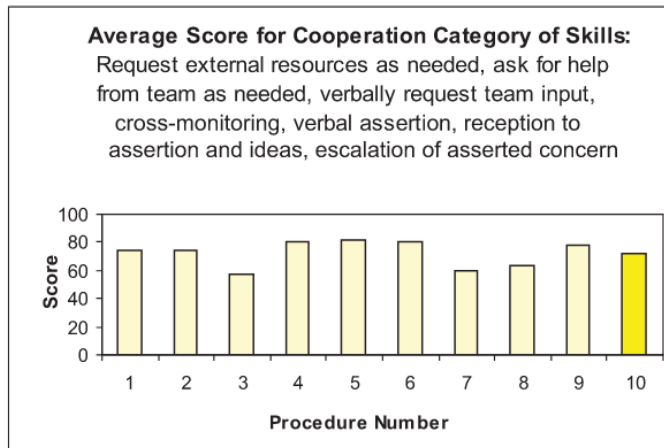 Average Score for Cooperation Category of Skills:
Request external resources as needed, ask for help
from team as needed, verbally request team input,
cross-monitoring, verbal assertion, reception to
assertion and ideas, escalation of asserted concern
100
80
60
40
20
0
Score
1 2 3 4 5 6 7 8 9 10
Procedure Number